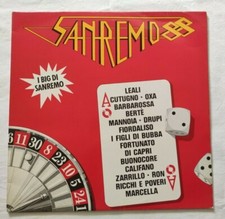 SANREMO 88
I BIG DI
SANREMO
LEALI
CUTUGNO - OXA
BARBAROSSA
BERTÈ
MANNOIA - DRUPI
FIORDALISO
I FIGLI DI BUBBA
FORTUNATO
DI CAPRI
BUONOCORE
CALIFANO
ZARRILLO - RON
RICCHI E POVERI
MARCELLA
A
A